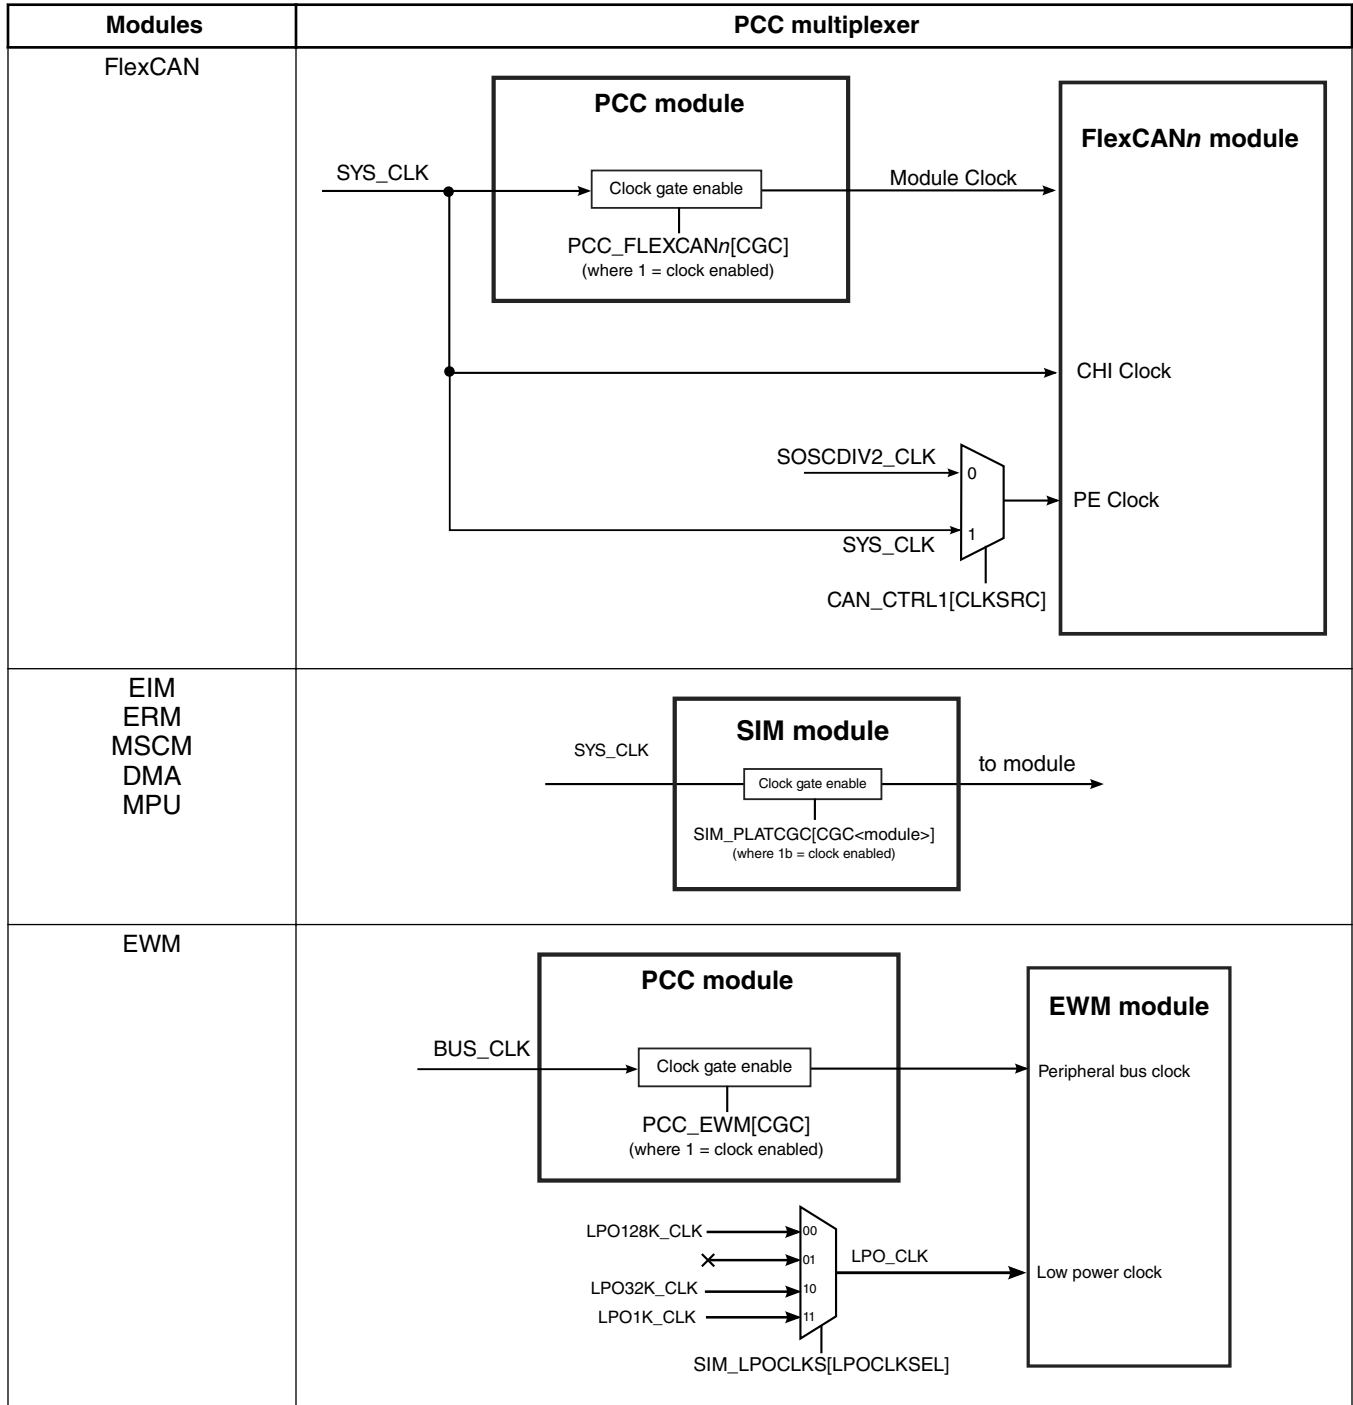 Modules
PCC multiplexer
FlexCAN
PCC module
FlexCANn module
SYS_CLK
Clock gate enable
Module Clock
PCC_FLEXCANn[CGC]
(where 1 = clock enabled)
CHI Clock
SOSCDIV2_CLK
0
PE Clock
1
SYS_CLK
CAN_CTRL1[CLKSRC]
EIM
ERM
MSCM
DMA
MPU
SIM module
SYS_CLK
Clock gate enable
to module
SIM_PLATCGC[CGC<module>]
(where 1b = clock enabled)
EWM
PCC module
EWM module
BUS_CLK
Clock gate enable
Peripheral bus clock
PCC_EWM[CGC]
(where 1 = clock enabled)
LPO128K_CLK
00
01
LPO_CLK
Low power clock
LPO32K_CLK
10
LPO1K_CLK
11
SIM_LPOCLKS[LPOCLKSEL]